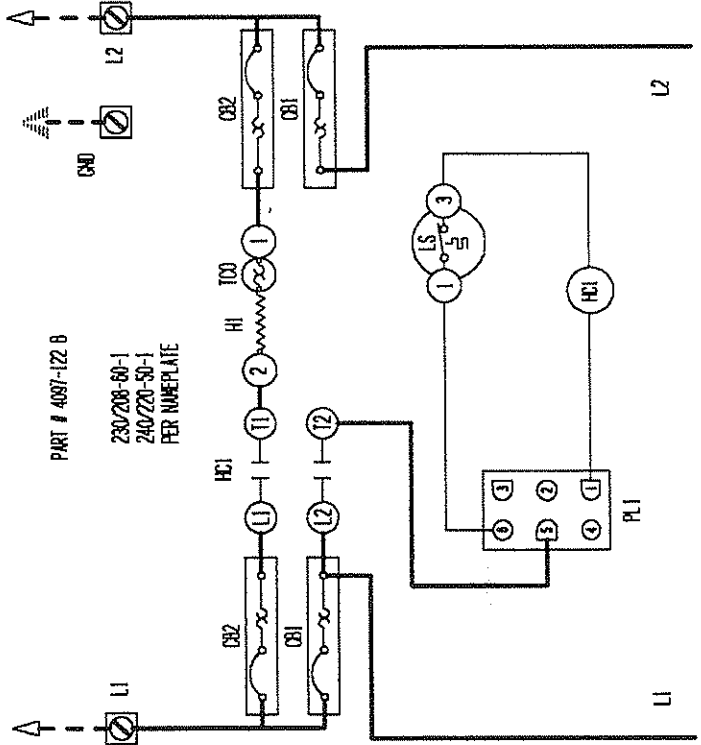 PART # 4097-122 B
GND
L1
230/208-60-1
L2
240/220-50-1
PER NAMEPLATE
CB2
HC1
H1
TCO
CB2
L1
T1
2
1
CB1
CB1
L2
T2
LS
1
3
6
3
5
2
4
1
HC1
PL1
L1
L2